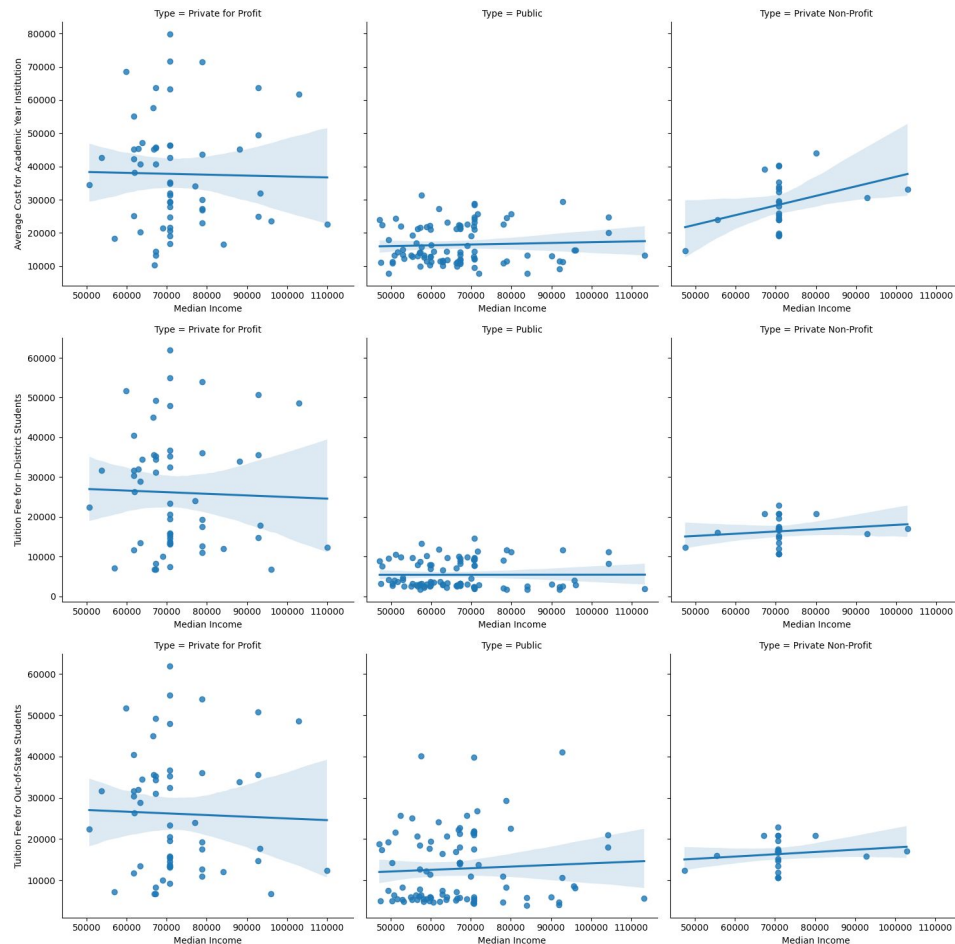 Type = Private for Profit
Type = Public
Type = Private Non-Profit
Average Cost for Academic Year Institution
80000
70000
60000
50000
40000
30000
20000
10000
50000 60000 70000 80000 90000 100000 110000
50000 60000 70000 80000 90000 100000 110000
50000 60000 70000 80000 90000 100000 110000
Median Income
Median Income
Median Income
Type = Private for Profit
Type = Public
Type = Private Non-Profit
Tuition Fee for In-District Students
60000
50000
40000
30000
20000
10000
0
50000 60000 70000 80000 90000 100000 110000
50000 60000 70000 80000 90000 100000 110000
50000 60000 70000 80000 90000 100000 110000
Median Income
Median Income
Median Income
Type = Private for Profit
Type = Public
Type = Private Non-Profit
Tuition Fee for Out-of-State Students
60000
50000
40000
30000
20000
10000
50000 60000 70000 80000 90000 100000 110000
50000 60000 70000 80000 90000 100000 110000
50000 60000 70000 80000 90000 100000 110000
Median Income
Median Income
Median Income